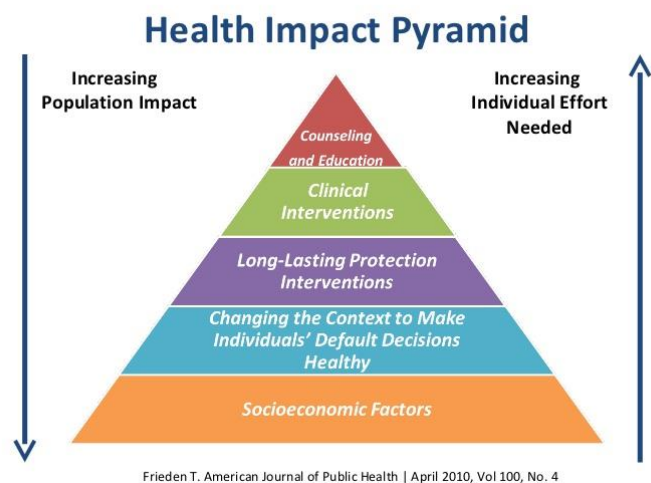 Health Impact Pyramid
Increasing
Population Impact
Increasing
Individual Effort
Needed
Counseling
and Education
Clinical
Interventions
Long-Lasting Protection
Interventions
Changing the Context to Make
Individuals’ Default Decisions
Healthy
Socioeconomic Factors
Frieden T. American Journal of Public Health | April 2010, Vol 100, No. 4